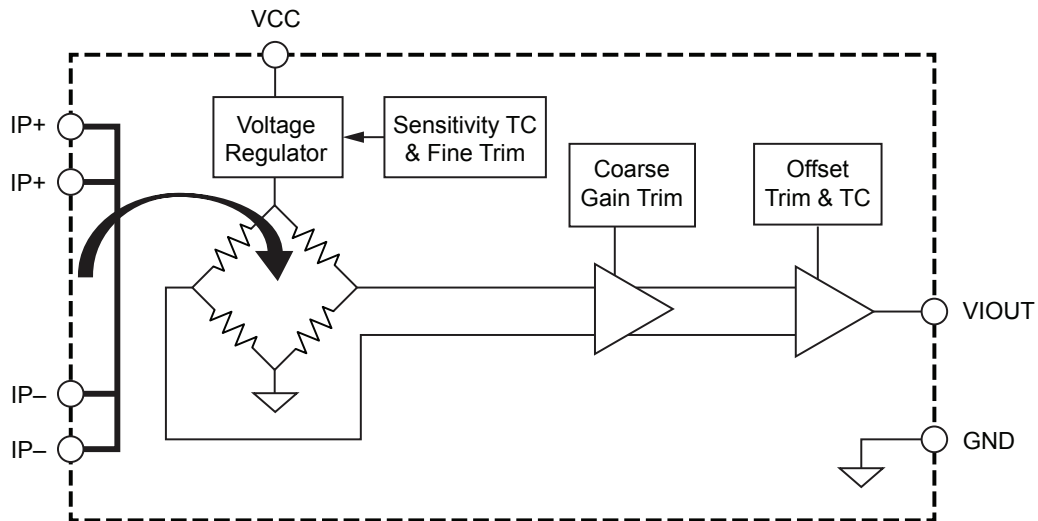 VCC
IP+
IP+
Voltage
Regulator
Sensitivity TC
& Fine Trim
Coarse
Gain Trim
Offset
Trim & TC
VIOUT
IP–
IP–
GND